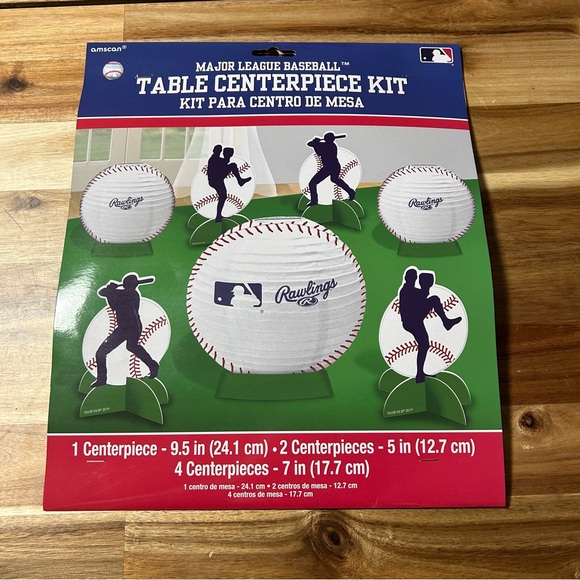 amscan®
MAJOR LEAGUE BASEBALL™
TABLE CENTERPIECE KIT
KIT PARA CENTRO DE MESA
Rawlings
R
Rawlings
R
Rawlings
R
1 Centerpiece - 9.5 in (24.1 cm) • 2 Centerpieces - 5 in (12.7 cm)
4 Centerpieces - 7 in (17.7 cm)
1 centro de mesa - 24.1 cm • 2 centros de mesa - 12.7 cm
4 centros de mesa - 17.7 cm